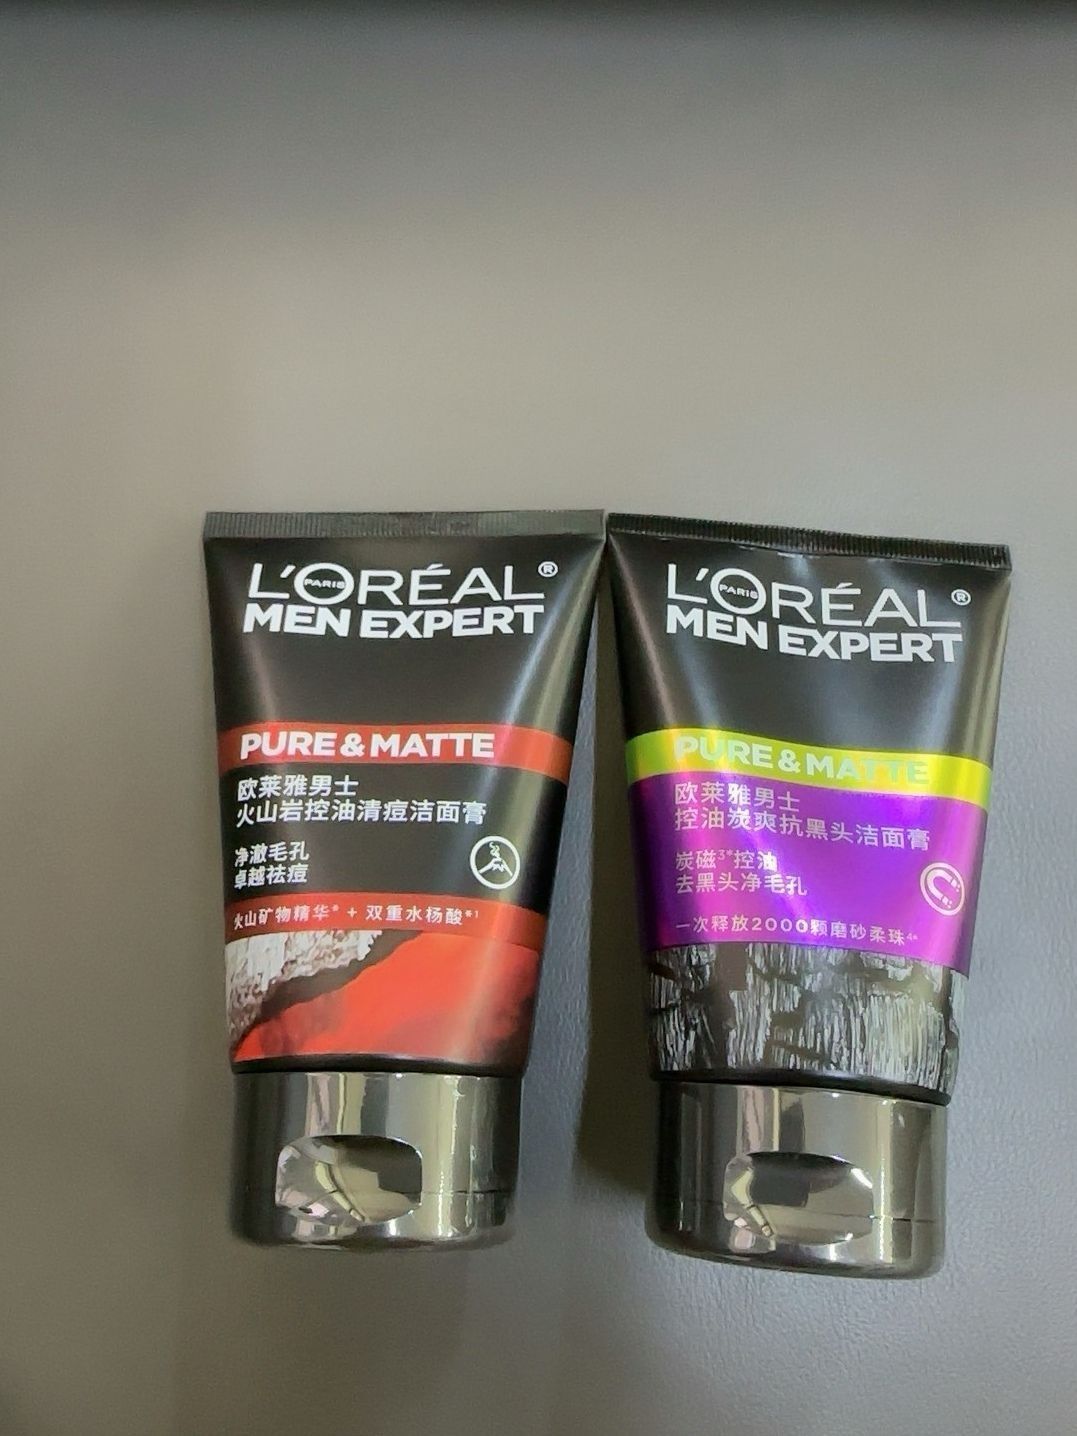 L'ORÉAL®
PARIS
MEN EXPERT
PURE & MATTE
欧莱雅男士
火山岩控油清痘洁面膏
净澈毛孔
卓越祛痘
火山矿物精华* + 双重水杨酸*1
L'ORÉAL®
PARIS
MEN EXPERT
PURE & MATTE
欧莱雅男士
控油炭爽抗黑头洁面膏
炭磁3*控油
去黑头净毛孔
一次释放2000颗磨砂柔珠4*